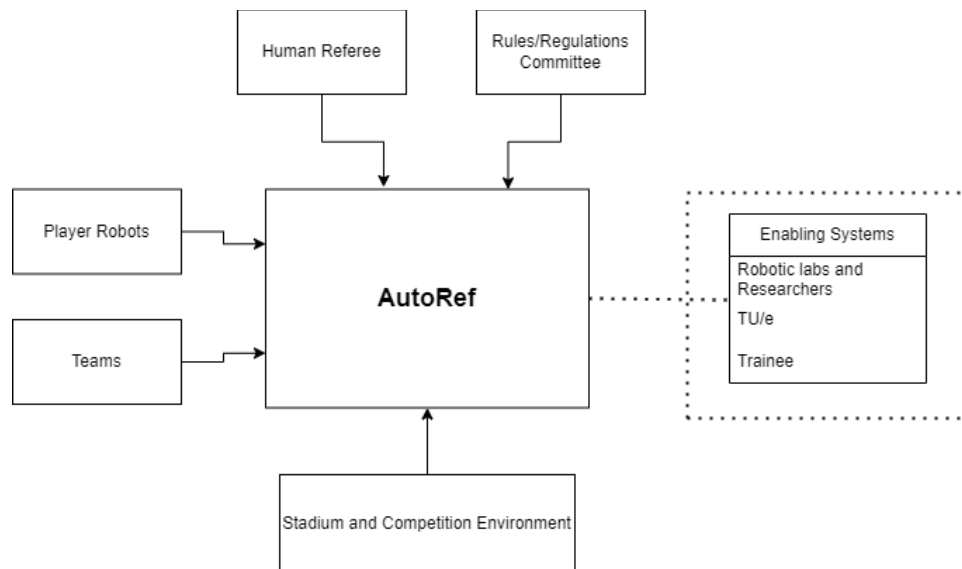 Human Referee
Rules/Regulations
Committee
Player Robots
Enabling Systems
Robotic labs and
Researchers
AutoRef
TU/e
Teams
Trainee
Stadium and Competition Environment